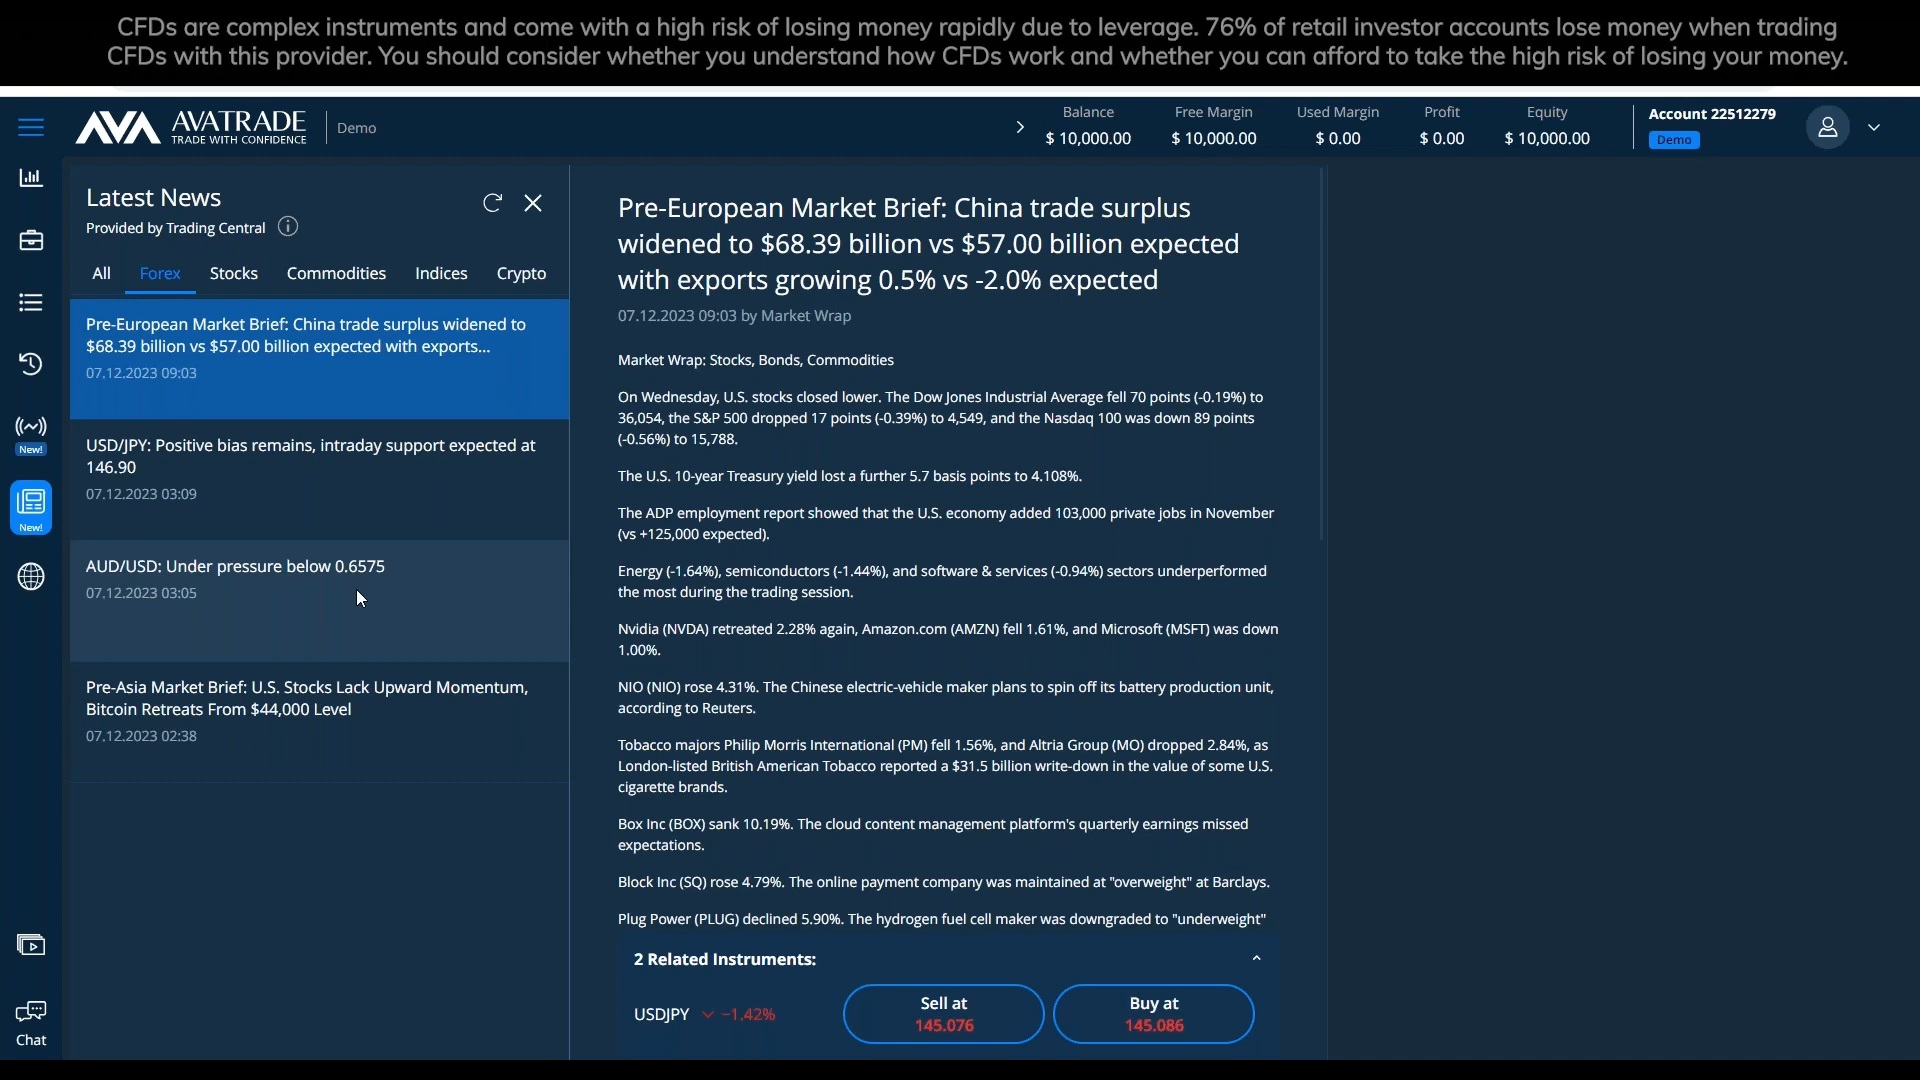 CFDs are complex instruments and come with a high risk of losing money rapidly due to leverage. 76% of retail investor accounts lose money when trading
CFDs with this provider. You should consider whether you understand how CFDs work and whether you can afford to take the high risk of losing your money.
AVATRADE
TRADE WITH CONFIDENCE
Demo
Balance
$ 10,000.00
Free Margin
$ 10,000.00
Used Margin
$ 0.00
Profit
$ 0.00
Equity
$ 10,000.00
Account 22512279
Demo
New!
New!
Chat
Latest News
Provided by Trading Central
All Forex Stocks Commodities Indices Crypto
Pre-European Market Brief: China trade surplus widened to
$68.39 billion vs $57.00 billion expected with exports...
07.12.2023 09:03
USD/JPY: Positive bias remains, intraday support expected at
146.90
07.12.2023 03:09
AUD/USD: Under pressure below 0.6575
07.12.2023 03:05
Pre-Asia Market Brief: U.S. Stocks Lack Upward Momentum,
Bitcoin Retreats From $44,000 Level
07.12.2023 02:38
Pre-European Market Brief: China trade surplus
widened to $68.39 billion vs $57.00 billion expected
with exports growing 0.5% vs -2.0% expected
07.12.2023 09:03 by Market Wrap
Market Wrap: Stocks, Bonds, Commodities
On Wednesday, U.S. stocks closed lower. The Dow Jones Industrial Average fell 70 points (-0.19%) to
36,054, the S&P 500 dropped 17 points (-0.39%) to 4,549, and the Nasdaq 100 was down 89 points
(-0.56%) to 15,788.
The U.S. 10-year Treasury yield lost a further 5.7 basis points to 4.108%.
The ADP employment report showed that the U.S. economy added 103,000 private jobs in November
(vs +125,000 expected).
Energy (-1.64%), semiconductors (-1.44%), and software & services (-0.94%) sectors underperformed
the most during the trading session.
Nvidia (NVDA) retreated 2.28% again, Amazon.com (AMZN) fell 1.61%, and Microsoft (MSFT) was down
1.00%.
NIO (NIO) rose 4.31%. The Chinese electric-vehicle maker plans to spin off its battery production unit,
according to Reuters.
Tobacco majors Philip Morris International (PM) fell 1.56%, and Altria Group (MO) dropped 2.84%, as
London-listed British American Tobacco reported a $31.5 billion write-down in the value of some U.S.
cigarette brands.
Box Inc (BOX) sank 10.19%. The cloud content management platform's quarterly earnings missed
expectations.
Block Inc (SQ) rose 4.79%. The online payment company was maintained at "overweight" at Barclays.
Plug Power (PLUG) declined 5.90%. The hydrogen fuel cell maker was downgraded to "underweight"
2 Related Instruments:
USDJPY -1.42%
Sell at
145.076
Buy at
145.086